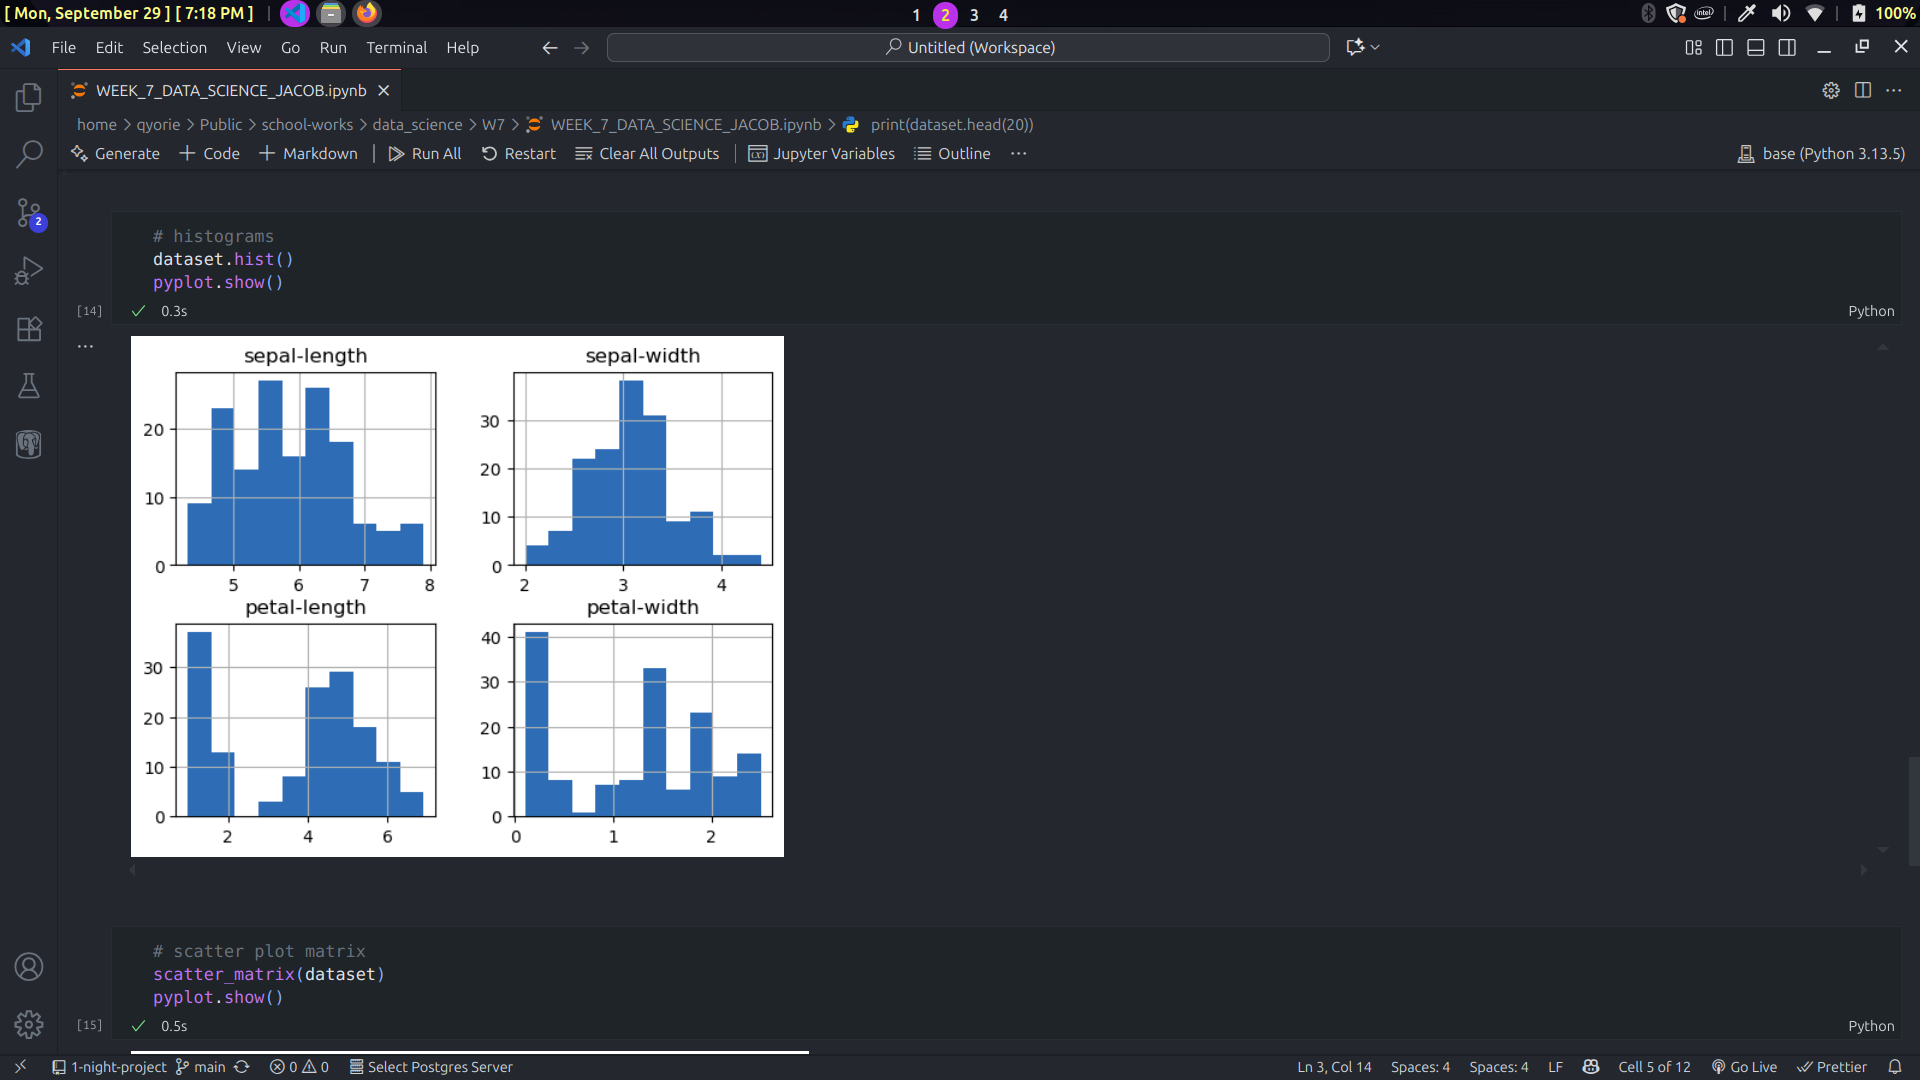 [ Mon, September 29 ] [ 7:18 PM ]
1 2 3 4
intel
100%
File Edit Selection View Go Run Terminal Help
Untitled (Workspace)
WEEK_7_DATA_SCIENCE_JACOB.ipynb
home > qyorie > Public > school-works > data_science > W7 > WEEK_7_DATA_SCIENCE_JACOB.ipynb > print(dataset.head(20))
Generate + Code + Markdown | Run All Restart Clear All Outputs | Jupyter Variables Outline ...
base (Python 3.13.5)
2
# histograms
dataset.hist()
pyplot.show()
[14] 0.3s Python
...
sepal-length
20
10
0
5 6 7 8
sepal-width
30
20
10
0
2 3 4
petal-length
30
20
10
0
2 4 6
petal-width
40
30
20
10
0
0 1 2
# scatter plot matrix
scatter_matrix(dataset)
pyplot.show()
[15] 0.5s Python
1-night-project main 0 0 Select Postgres Server
Ln 3, Col 14 Spaces: 4 Spaces: 4 LF Cell 5 of 12 Go Live Prettier